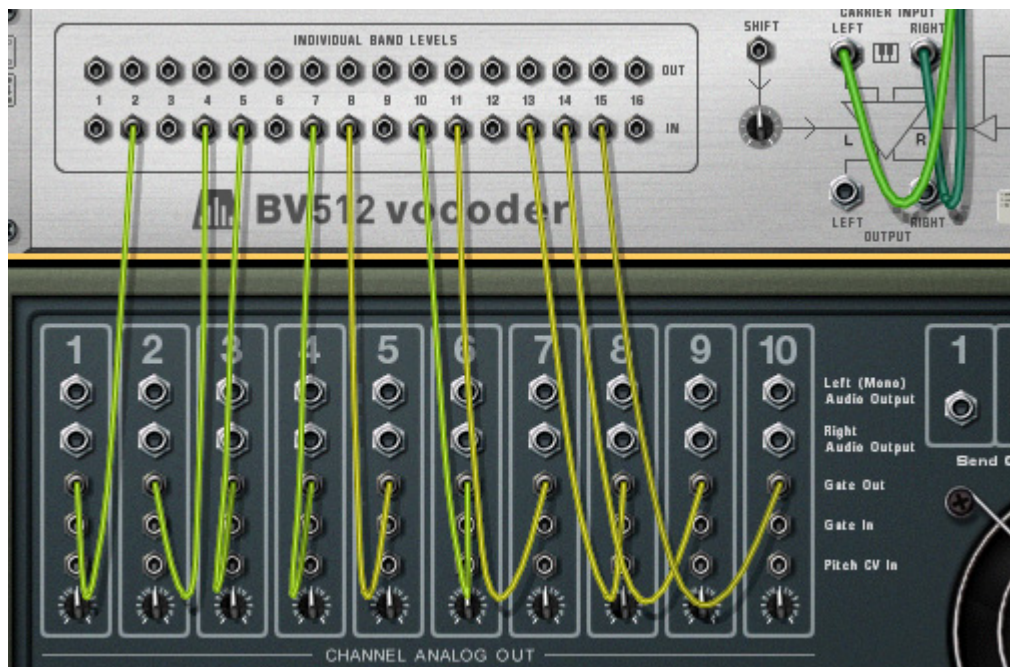 CARRIER INPUT
LEFT RIGHT
SHIFT
INDIVIDUAL BAND LEVELS
OUT
1 2 3 4 5 6 7 8 9 10 11 12 13 14 15 16
IN
L R
BV512 vocoder
LEFT RIGHT
OUTPUT
1 2 3 4 5 6 7 8 9 10
1
Left (Mono)
Audio Output
Right
Audio Output
Send
Gate Out
Gate In
Pitch CV In
CHANNEL ANALOG OUT